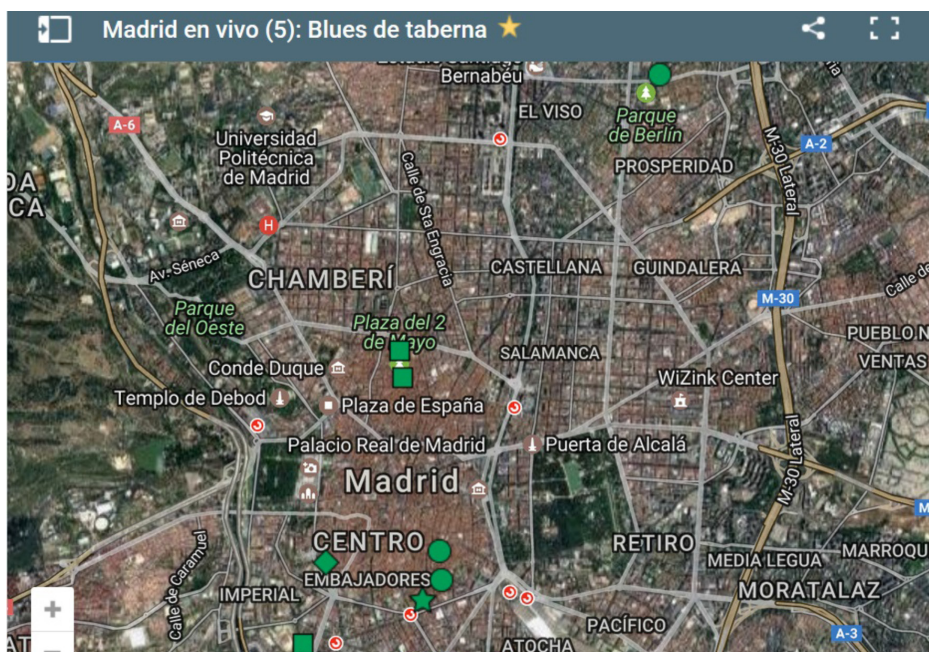 Madrid en vivo (5): Blues de taberna
Bernabéu
EL VISO
Parque
de Berlín
A-6
Universidad
Politécnica
de Madrid
A-2
M-30 Lateral
PROSPERIDAD
Calle de Sta Engracia
H
Av. Séneca
CHAMBERÍ
CASTELLANA
GUINDALERA
M-30
Parque
del Oeste
Plaza del 2
de Mayo
PUEBLO N
VENTAS
SALAMANCA
Conde Duque
WiZink Center
Templo de Debod
Plaza de España
Palacio Real de Madrid
Puerta de Alcalá
M-30 Lateral
Madrid
M
CENTRO
RETIRO
MARROQU
MEDIA LEGUA
Calle de Caramuel
EMBAJADORES
IMPERIAL
MORATALAZ
+
PACÍFICO
A-3
ATOCHA